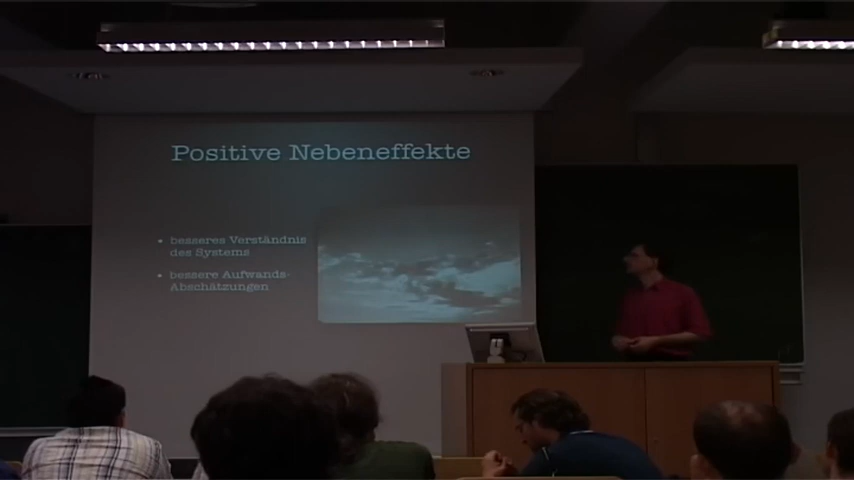 Positive Nebeneffekte
• besseres Verständnis
des Systems
• bessere Aufwands-
Abschätzungen